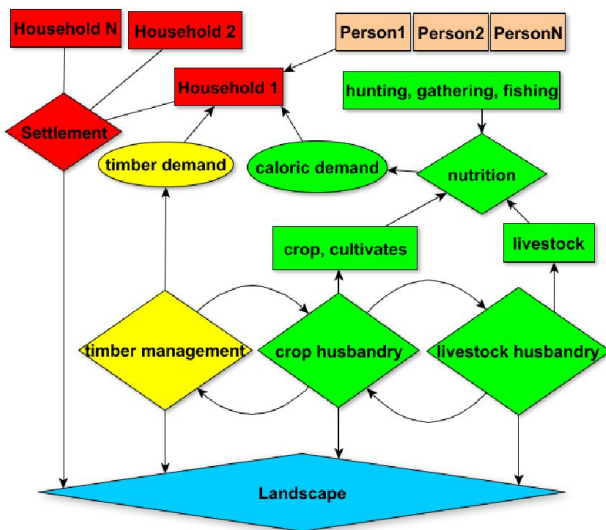 Household N
Household 2
Person1
Person2
PersonN
Household 1
hunting, gathering, fishing
Settlement
timber demand
caloric demand
nutrition
crop, cultivates
livestock
timber management
crop husbandry
livestock husbandry
Landscape